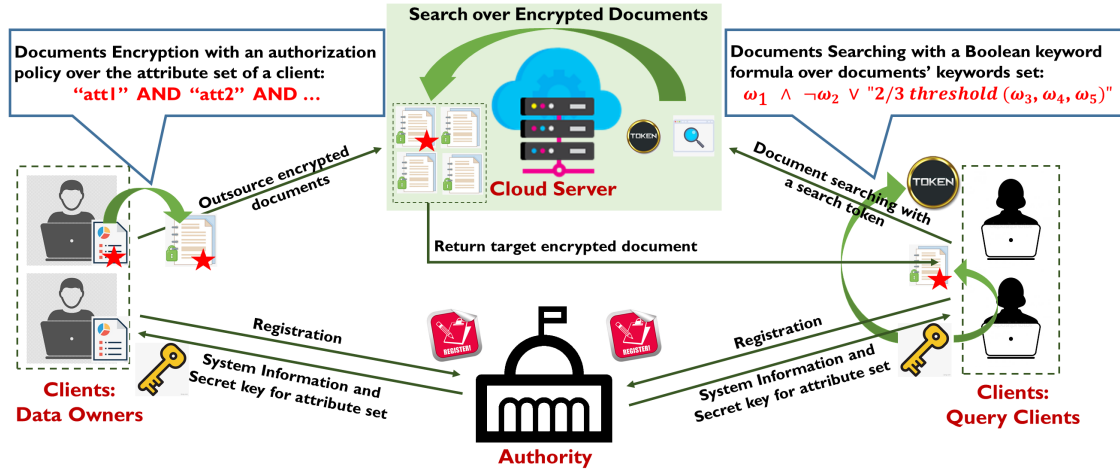 Search over Encrypted Documents
Documents Encryption with an authorization
policy over the attribute set of a client:
“att1” AND “att2” AND ...
Documents Searching with a Boolean keyword
formula over documents’ keywords set:
ω₁ ∧ ¬ω₂ ∨ "2/3 threshold (ω₃, ω₄, ω₅)"
TOKEN
Cloud Server
Outsource encrypted
documents
Document searching with
a search token
TOKEN
Return target encrypted document
Registration
REGISTER!
REGISTER!
Registration
System Information and
Secret key for attribute set
System Information and
Secret key for attribute set
Clients:
Data Owners
Clients:
Query Clients
Authority